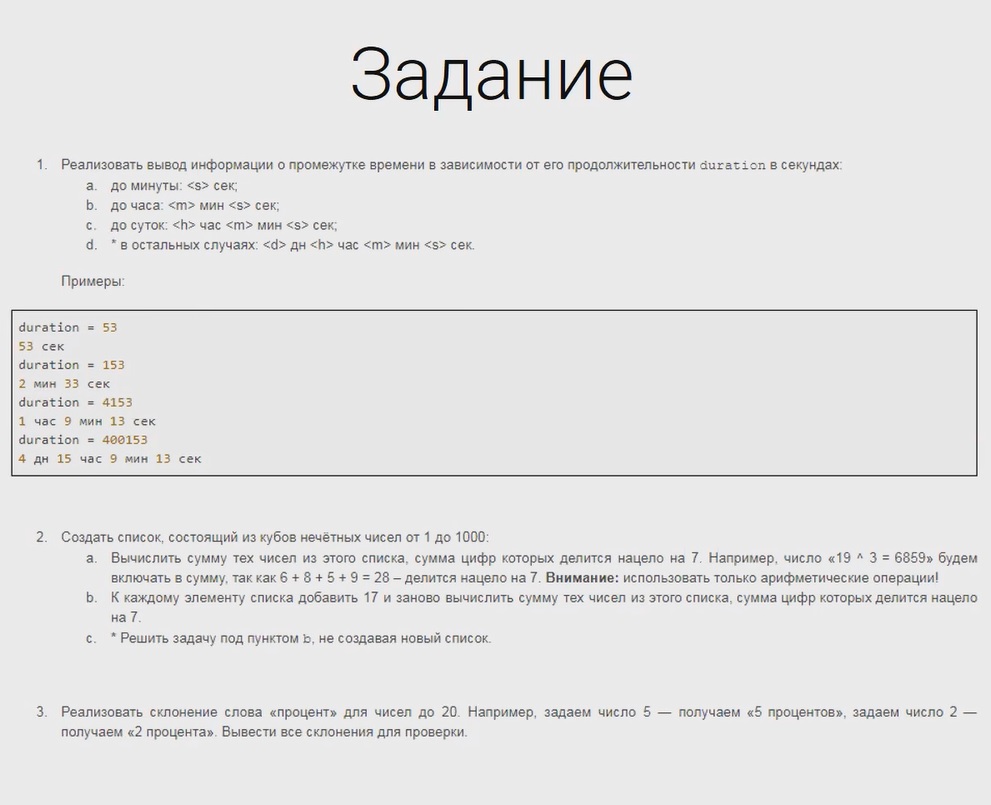 Задание
1. Реализовать вывод информации о промежутке времени в зависимости от его продолжительности duration в секундах:
a. до минуты: <s> сек;
b. до часа: <m> мин <s> сек;
c. до суток: <h> час <m> мин <s> сек;
d. * в остальных случаях: <d> дн <h> час <m> мин <s> сек.
Примеры:
duration = 53
53 сек
duration = 153
2 мин 33 сек
duration = 4153
1 час 9 мин 13 сек
duration = 400153
4 дн 15 час 9 мин 13 сек
2. Создать список, состоящий из кубов нечётных чисел от 1 до 1000:
a. Вычислить сумму тех чисел из этого списка, сумма цифр которых делится нацело на 7. Например, число «19 ^ 3 = 6859» будем
включать в сумму, так как 6 + 8 + 5 + 9 = 28 – делится нацело на 7. Внимание: использовать только арифметические операции!
b. К каждому элементу списка добавить 17 и заново вычислить сумму тех чисел из этого списка, сумма цифр которых делится нацело
на 7.
c. * Решить задачу под пунктом b, не создавая новый список.
3. Реализовать склонение слова «процент» для чисел до 20. Например, задаем число 5 — получаем «5 процентов», задаем число 2 —
получаем «2 процента». Вывести все склонения для проверки.